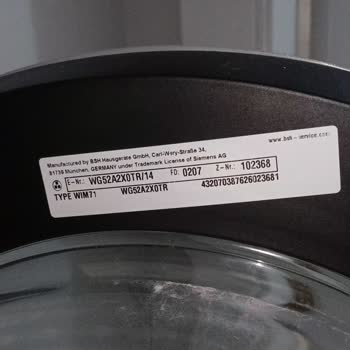 Manufactured by BSH Hausgeräte GmbH, Carl-Wery-Straße 34,
81739 München, GERMANY under Trademark License of Siemens AG
www.bsh-service.com
E-Nr.: WG52A2X0TR/14 FD: 0207 Z-Nr.: 102368
TYPE WIM71 WG52A2X0TR 432070387626023681